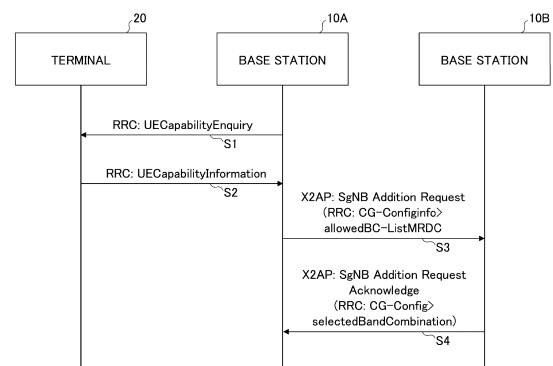 20
10A
10B
TERMINAL
BASE STATION
BASE STATION
RRC: UECapabilityEnquiry
S1
RRC: UECapabilityInformation
S2
X2AP: SgNB Addition Request
(RRC: CG-Configinfo>
allowedBC-ListMRDC
S3
X2AP: SgNB Addition Request
Acknowledge
(RRC: CG-Config>
selectedBandCombination)
S4